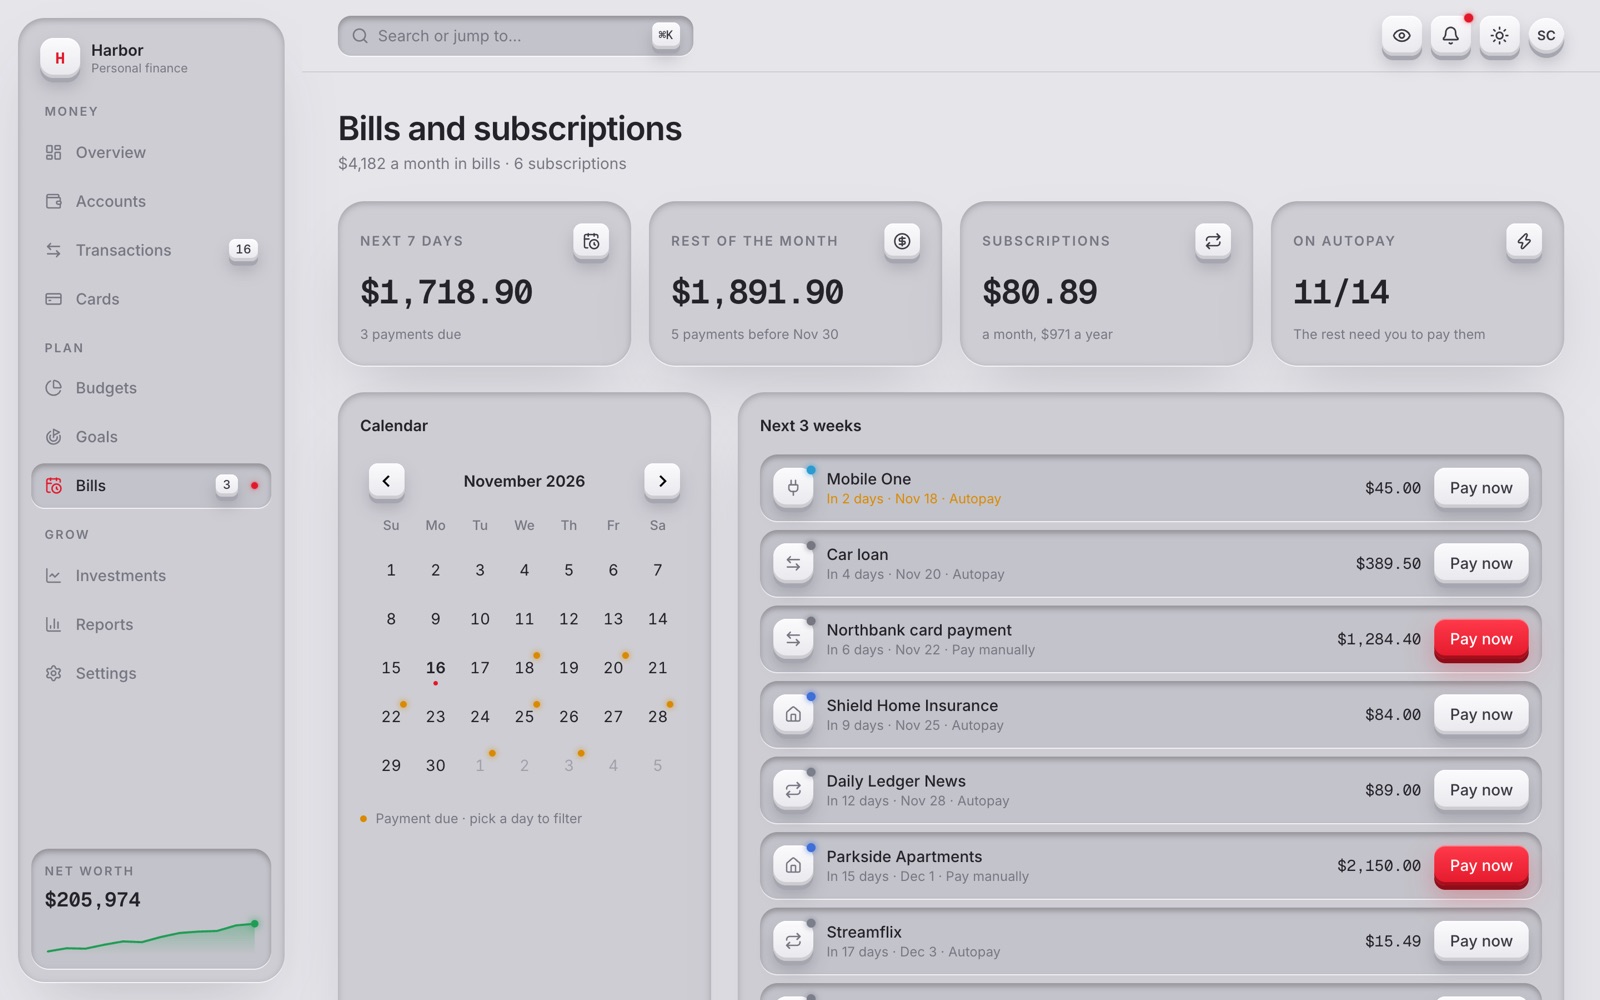 H
Harbor
Personal finance
MONEY
Overview
Accounts
Transactions 16
Cards
PLAN
Budgets
Goals
Bills 3
GROW
Investments
Reports
Settings
NET WORTH
$205,974
Search or jump to... ⌘K
SC
Bills and subscriptions
$4,182 a month in bills · 6 subscriptions
NEXT 7 DAYS
$1,718.90
3 payments due
REST OF THE MONTH
$1,891.90
5 payments before Nov 30
SUBSCRIPTIONS
$80.89
a month, $971 a year
ON AUTOPAY
11/14
The rest need you to pay them
Calendar
November 2026
Su Mo Tu We Th Fr Sa
1 2 3 4 5 6 7
8 9 10 11 12 13 14
15 16 17 18 19 20 21
22 23 24 25 26 27 28
29 30 1 2 3 4 5
Payment due · pick a day to filter
Next 3 weeks
Mobile One
In 2 days · Nov 18 · Autopay
$45.00 Pay now
Car loan
In 4 days · Nov 20 · Autopay
$389.50 Pay now
Northbank card payment
In 6 days · Nov 22 · Pay manually
$1,284.40 Pay now
Shield Home Insurance
In 9 days · Nov 25 · Autopay
$84.00 Pay now
Daily Ledger News
In 12 days · Nov 28 · Autopay
$89.00 Pay now
Parkside Apartments
In 15 days · Dec 1 · Pay manually
$2,150.00 Pay now
Streamflix
In 17 days · Dec 3 · Autopay
$15.49 Pay now